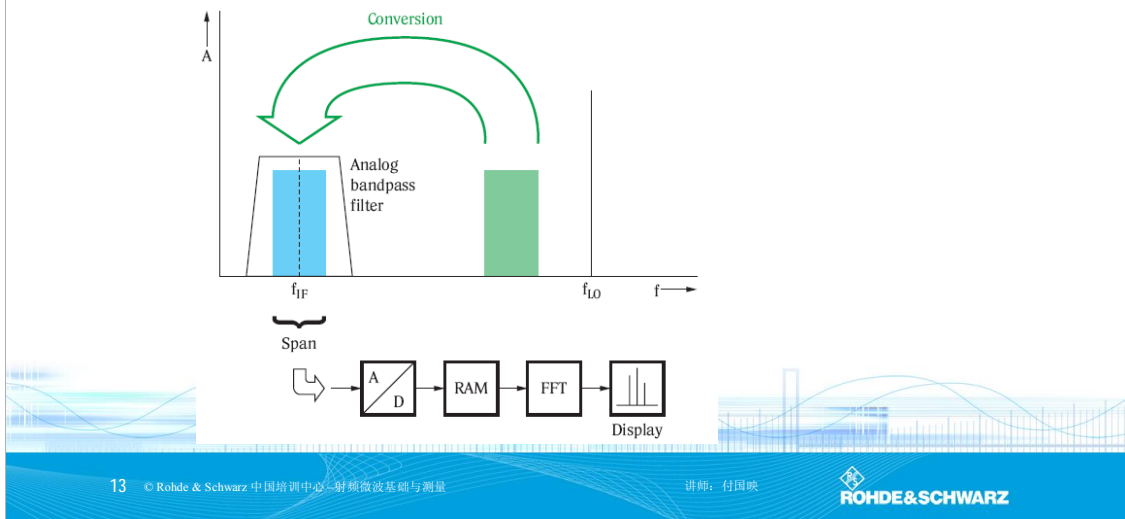 Conversion
A
Analog
bandpass
filter
fIF
fLO
f
Span
A
D
RAM
FFT
Display
13 © Rohde & Schwarz 中国培训中心 –射频微波基础与测量
讲师：付国映
ROHDE&SCHWARZ